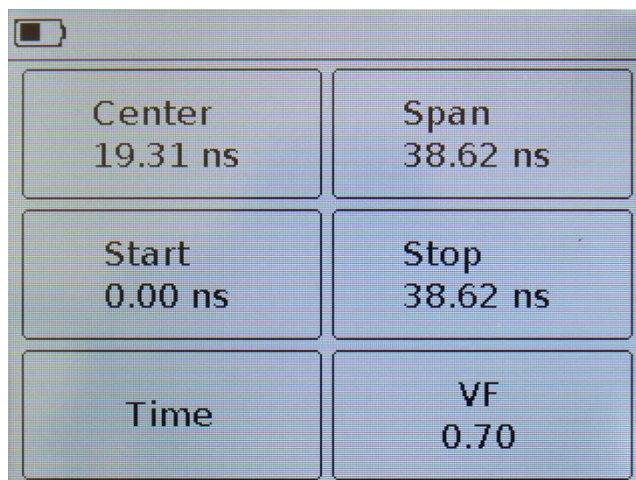 Center
19.31 ns
Span
38.62 ns
Start
0.00 ns
Stop
38.62 ns
Time
VF
0.70